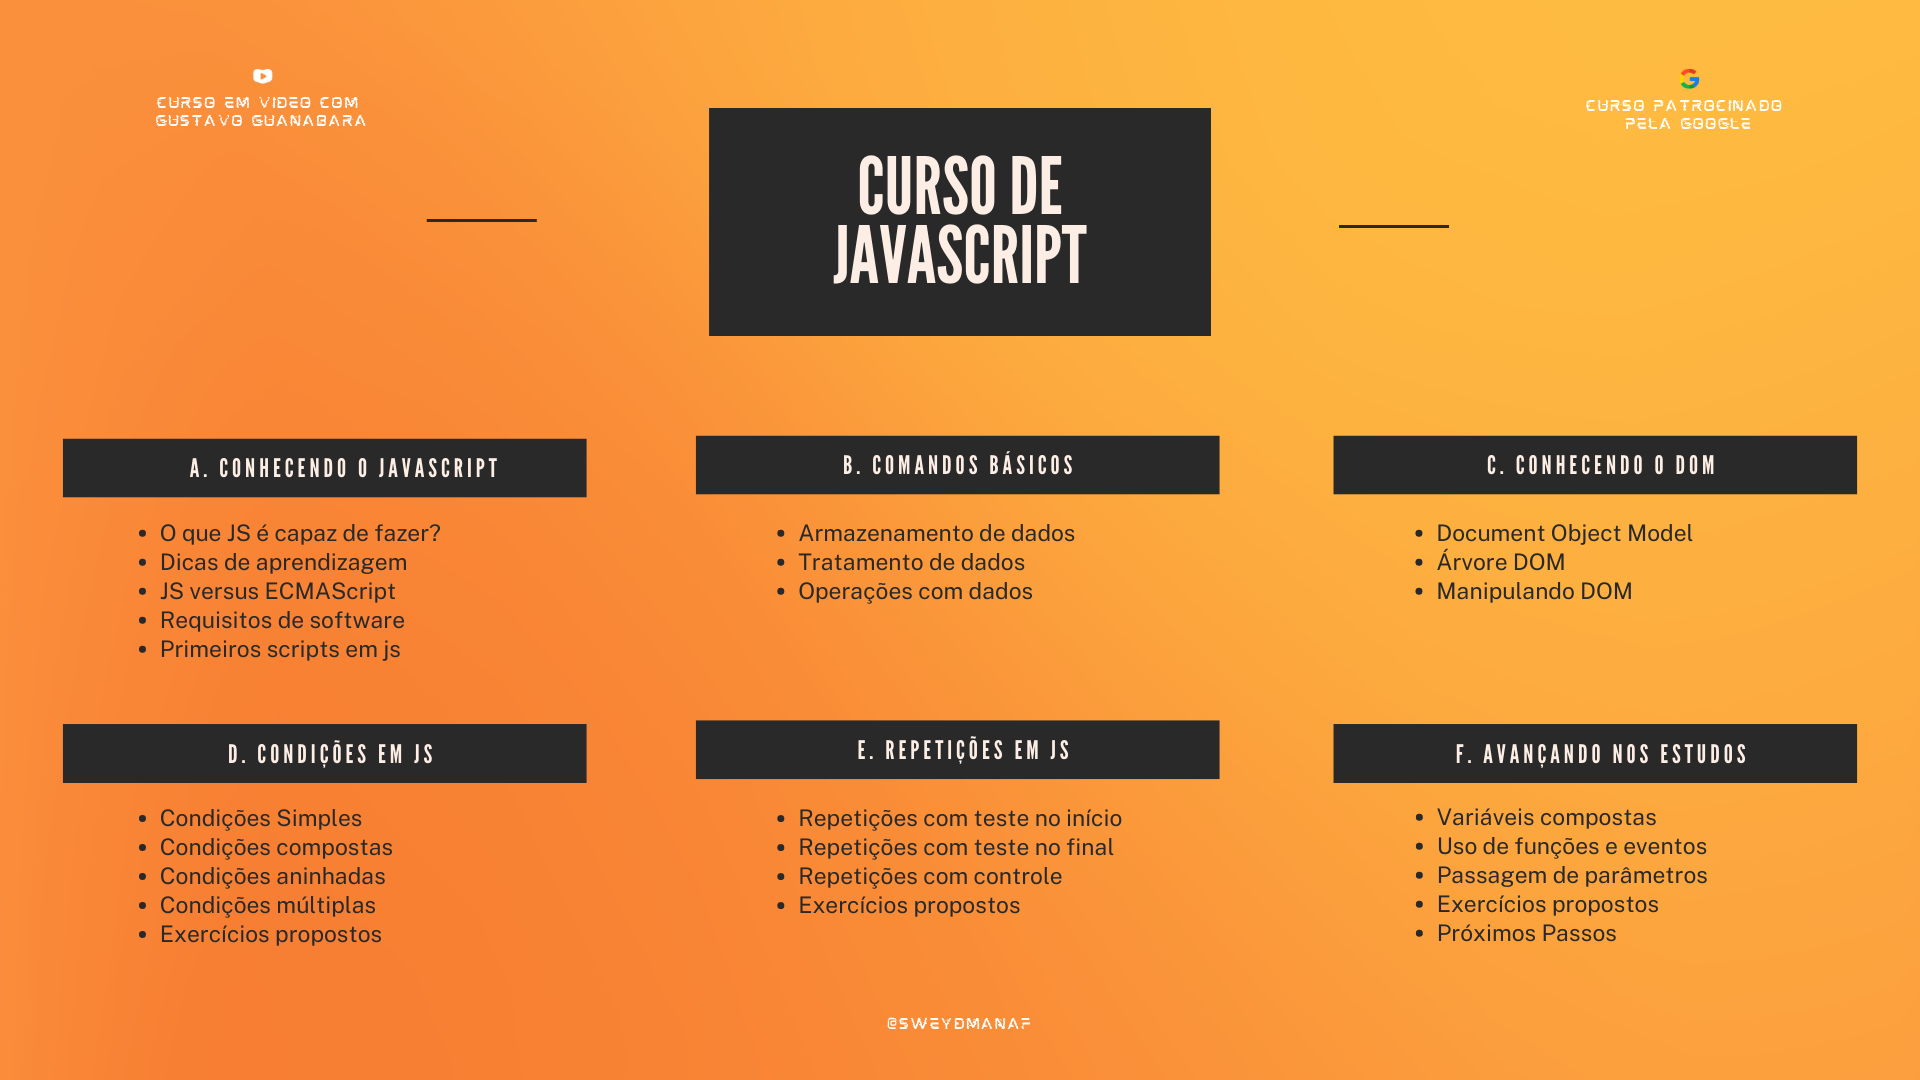 CURSO EM VIDEO COM
GUSTAVO GUANABARA
CURSO PATROCINADO
PELA GOOGLE
CURSO DE
JAVASCRIPT
A. CONHECENDO O JAVASCRIPT
• O que JS é capaz de fazer?
• Dicas de aprendizagem
• JS versus ECMAScript
• Requisitos de software
• Primeiros scripts em js
B. COMANDOS BÁSICOS
• Armazenamento de dados
• Tratamento de dados
• Operações com dados
C. CONHECENDO O DOM
• Document Object Model
• Árvore DOM
• Manipulando DOM
D. CONDIÇÕES EM JS
• Condições Simples
• Condições compostas
• Condições aninhadas
• Condições múltiplas
• Exercícios propostos
E. REPETIÇÕES EM JS
• Repetições com teste no início
• Repetições com teste no final
• Repetições com controle
• Exercícios propostos
F. AVANÇANDO NOS ESTUDOS
• Variáveis compostas
• Uso de funções e eventos
• Passagem de parâmetros
• Exercícios propostos
• Próximos Passos
@SWEYDMANAF